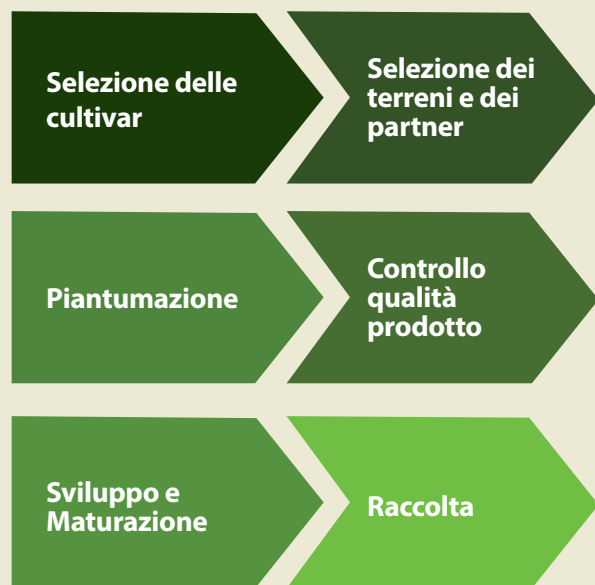 Selezione delle
cultivar
Selezione dei
terreni e dei
partner
Piantumazione
Controllo
qualità
prodotto
Sviluppo e
Maturazione
Raccolta